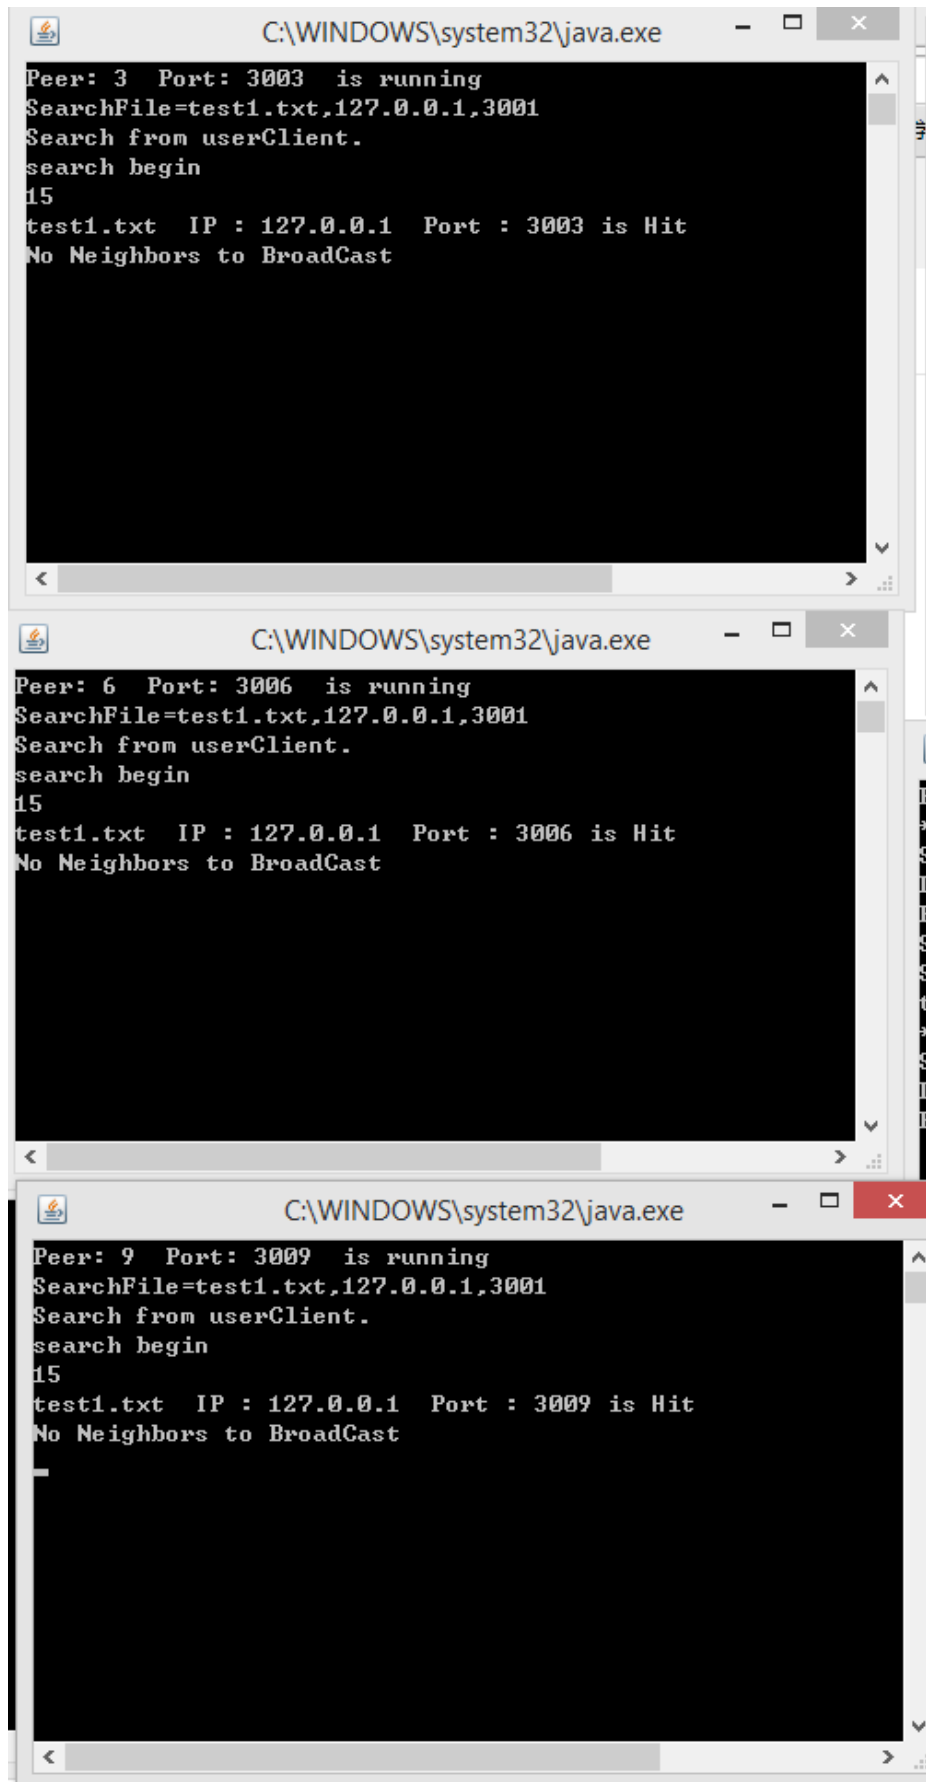 C:\WINDOWS\system32\java.exe
Peer: 3  Port: 3003  is running
SearchFile=test1.txt,127.0.0.1,3001
Search from userClient.
search begin
15
test1.txt  IP : 127.0.0.1  Port : 3003 is Hit
No Neighbors to BroadCast
C:\WINDOWS\system32\java.exe
Peer: 6  Port: 3006  is running
SearchFile=test1.txt,127.0.0.1,3001
Search from userClient.
search begin
15
test1.txt  IP : 127.0.0.1  Port : 3006 is Hit
No Neighbors to BroadCast
C:\WINDOWS\system32\java.exe
Peer: 9  Port: 3009  is running
SearchFile=test1.txt,127.0.0.1,3001
Search from userClient.
search begin
15
test1.txt  IP : 127.0.0.1  Port : 3009 is Hit
No Neighbors to BroadCast